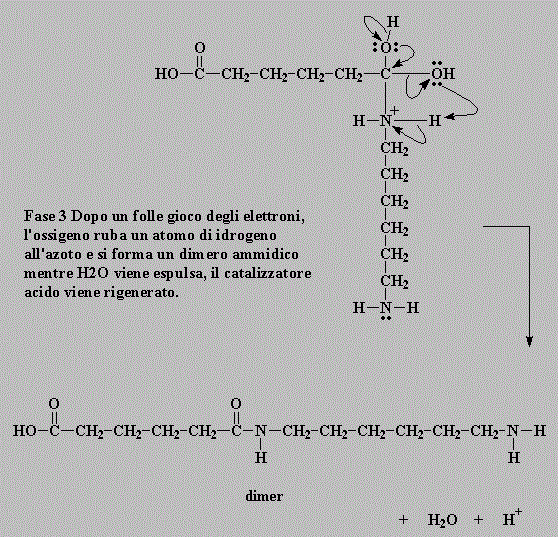 H
O
O
OH
HO—C—CH2—CH2—CH2—CH2—C—OH
H—N+—H
CH2
CH2
CH2
CH2
CH2
CH2
H—N—H
Fase 3 Dopo un folle gioco degli elettroni,
l'ossigeno ruba un atomo di idrogeno
all'azoto e si forma un dimero ammidico
mentre H2O viene espulsa, il catalizzatore
acido viene rigenerato.
O O
HO—C—CH2—CH2—CH2—CH2—C—N—CH2—CH2—CH2—CH2—CH2—CH2—N—H
H H
dimer
+ H2O + H+